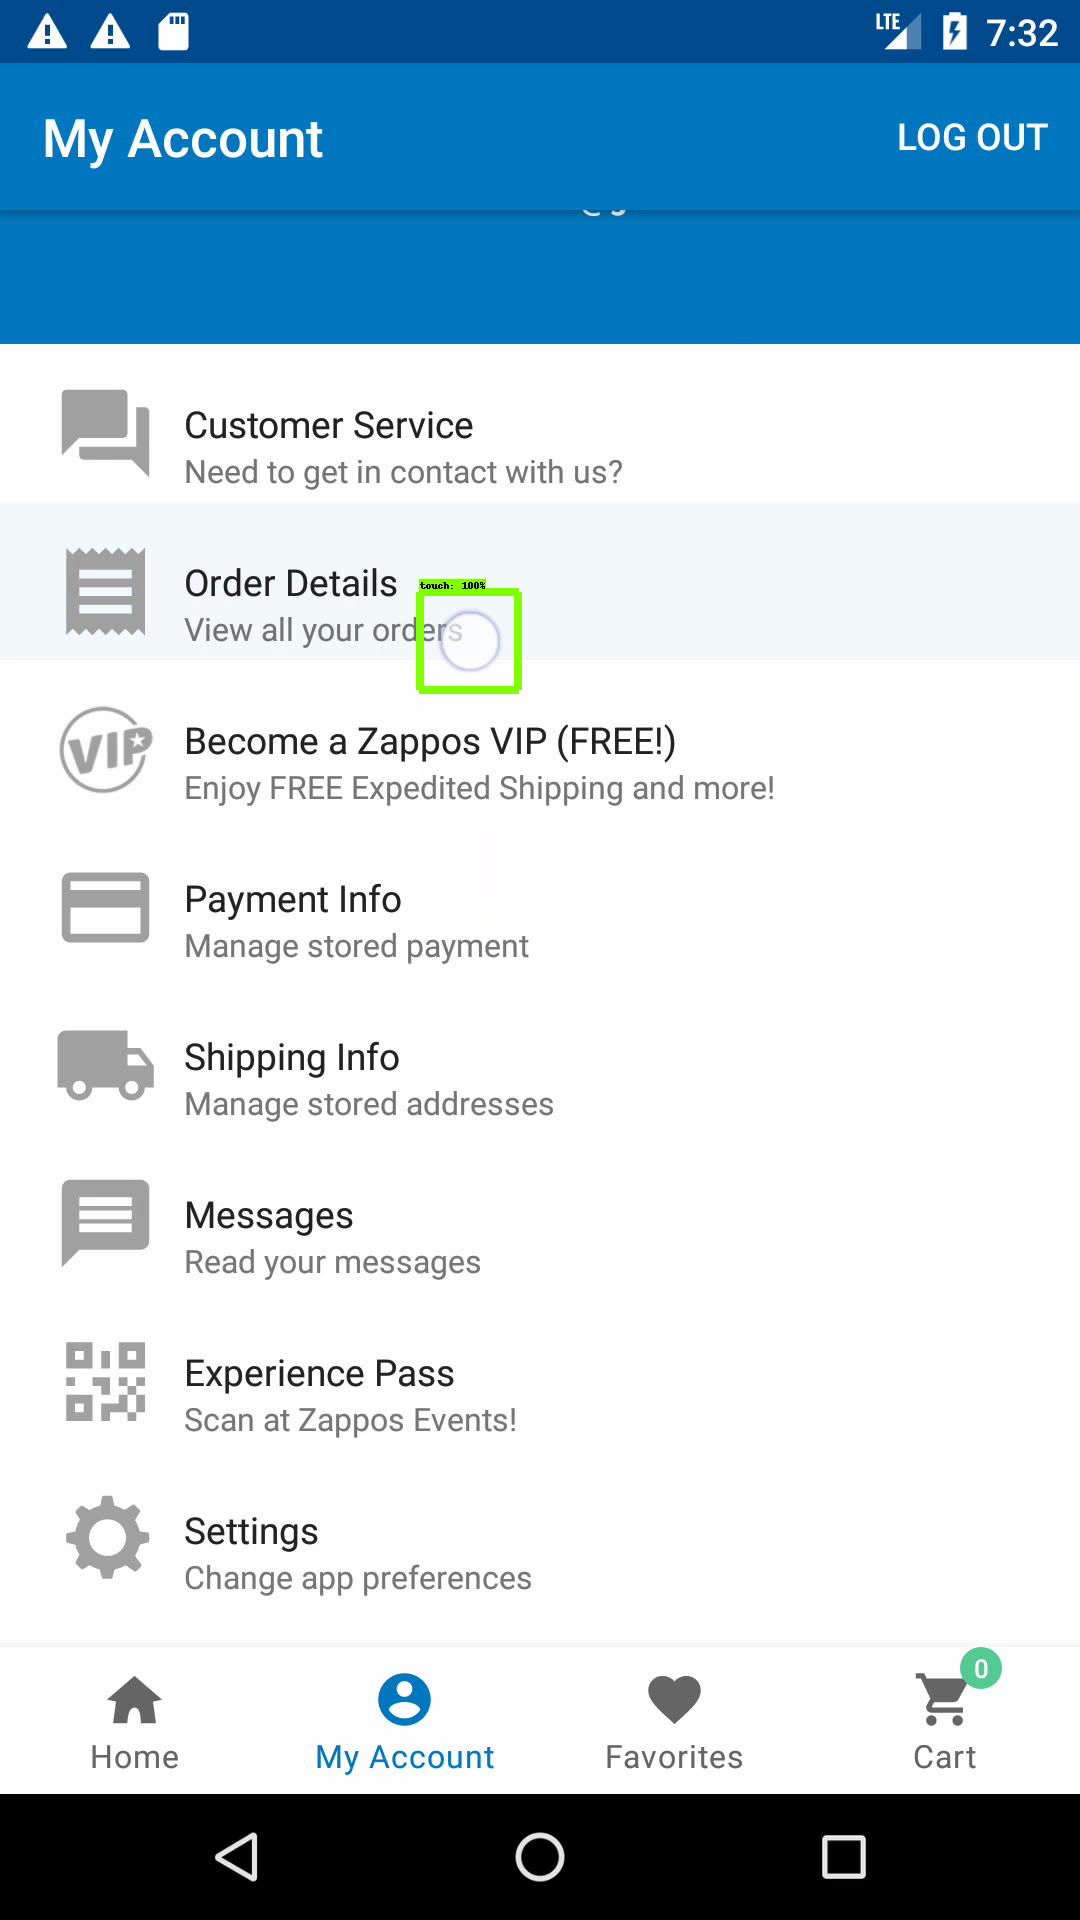 LTE 7:32
My Account LOG OUT
Customer Service
Need to get in contact with us?
Order Details
touch: 100%
View all your orders
VIP
Become a Zappos VIP (FREE!)
Enjoy FREE Expedited Shipping and more!
Payment Info
Manage stored payment
Shipping Info
Manage stored addresses
Messages
Read your messages
Experience Pass
Scan at Zappos Events!
Settings
Change app preferences
0
Home My Account Favorites Cart